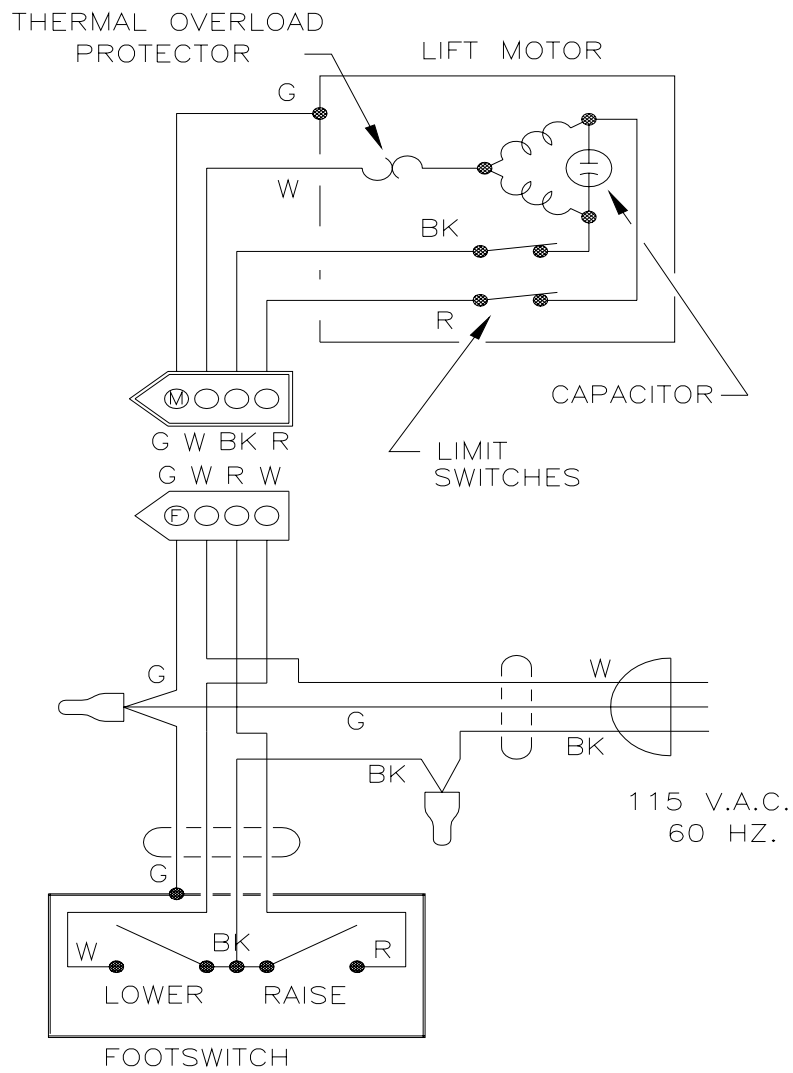 THERMAL OVERLOAD
PROTECTOR
LIFT MOTOR
G
W
BK
R
CAPACITOR
M
G W BK R
LIMIT
SWITCHES
G W R W
F
G
W
G
BK
BK
115 V.A.C.
60 HZ.
G
W
BK
R
LOWER
RAISE
FOOTSWITCH